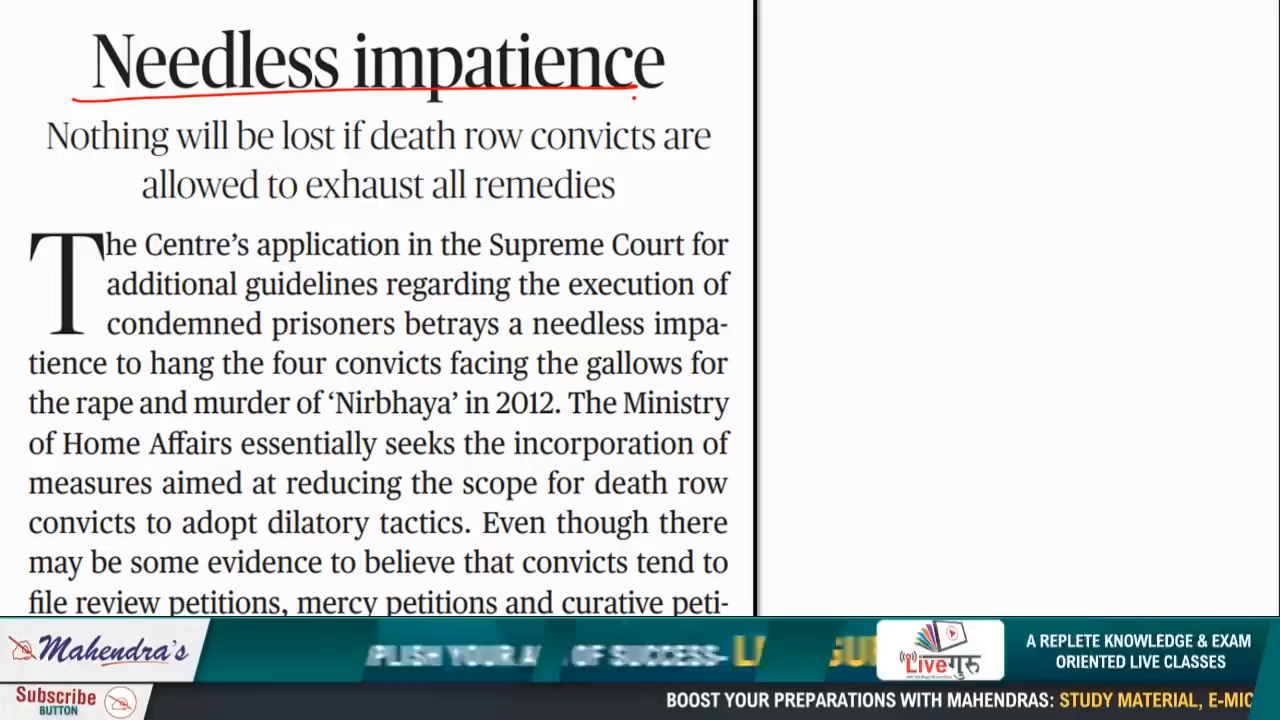 Needless impatience
Nothing will be lost if death row convicts are
allowed to exhaust all remedies
The Centre's application in the Supreme Court for
additional guidelines regarding the execution of
condemned prisoners betrays a needless impa-
tience to hang the four convicts facing the gallows for
the rape and murder of ‘Nirbhaya’ in 2012. The Ministry
of Home Affairs essentially seeks the incorporation of
measures aimed at reducing the scope for death row
convicts to adopt dilatory tactics. Even though there
may be some evidence to believe that convicts tend to
file review petitions, mercy petitions and curative peti-
Mahendra's
OF SUCCESS-
Liveगुरु
A REPLETE KNOWLEDGE & EXAM
ORIENTED LIVE CLASSES
Subscribe
BUTTON
BOOST YOUR PREPARATIONS WITH MAHENDRAS: STUDY MATERIAL, E-MIC